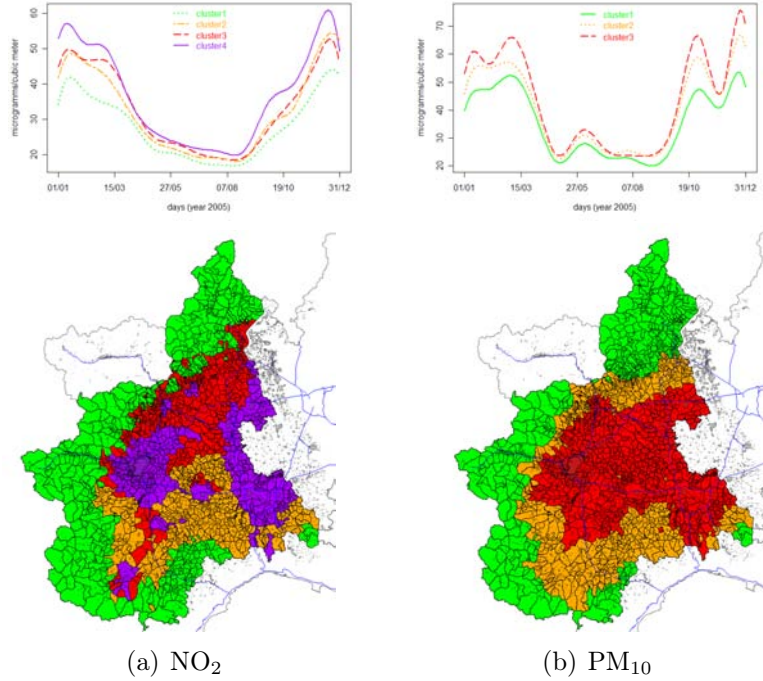 microgramms/cubic meter
60
50
40
30
20
cluster1
cluster2
cluster3
cluster4
01/01 15/03 27/05 07/08 19/10 31/12
days (year 2005)
microgramms/cubic meter
70
60
50
40
30
20
cluster1
cluster2
cluster3
01/01 15/03 27/05 07/08 19/10 31/12
days (year 2005)
(a) NO₂
(b) PM₁₀